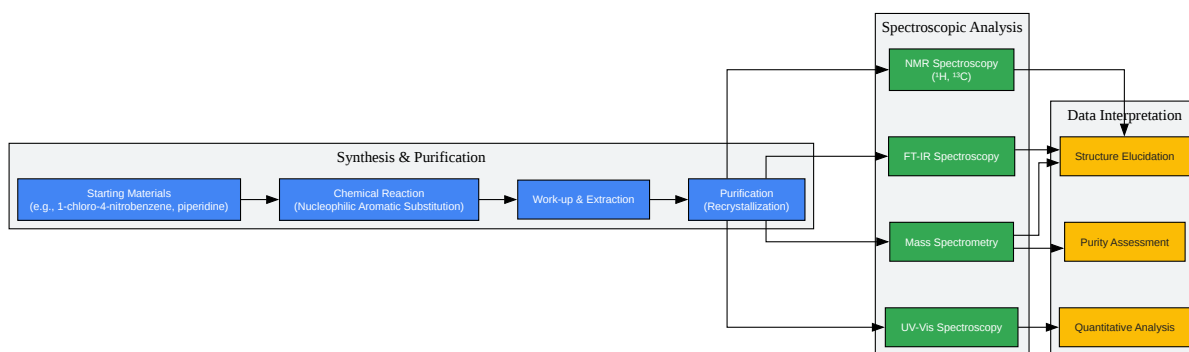 Spectroscopic Analysis
NMR Spectroscopy
(¹H, ¹³C)
Data Interpretation
Synthesis & Purification
FT-IR Spectroscopy
Structure Elucidation
Starting Materials
(e.g., 1-chloro-4-nitrobenzene, piperidine)
Chemical Reaction
(Nucleophilic Aromatic Substitution)
Work-up & Extraction
Purification
(Recrystallization)
Mass Spectrometry
Purity Assessment
UV-Vis Spectroscopy
Quantitative Analysis